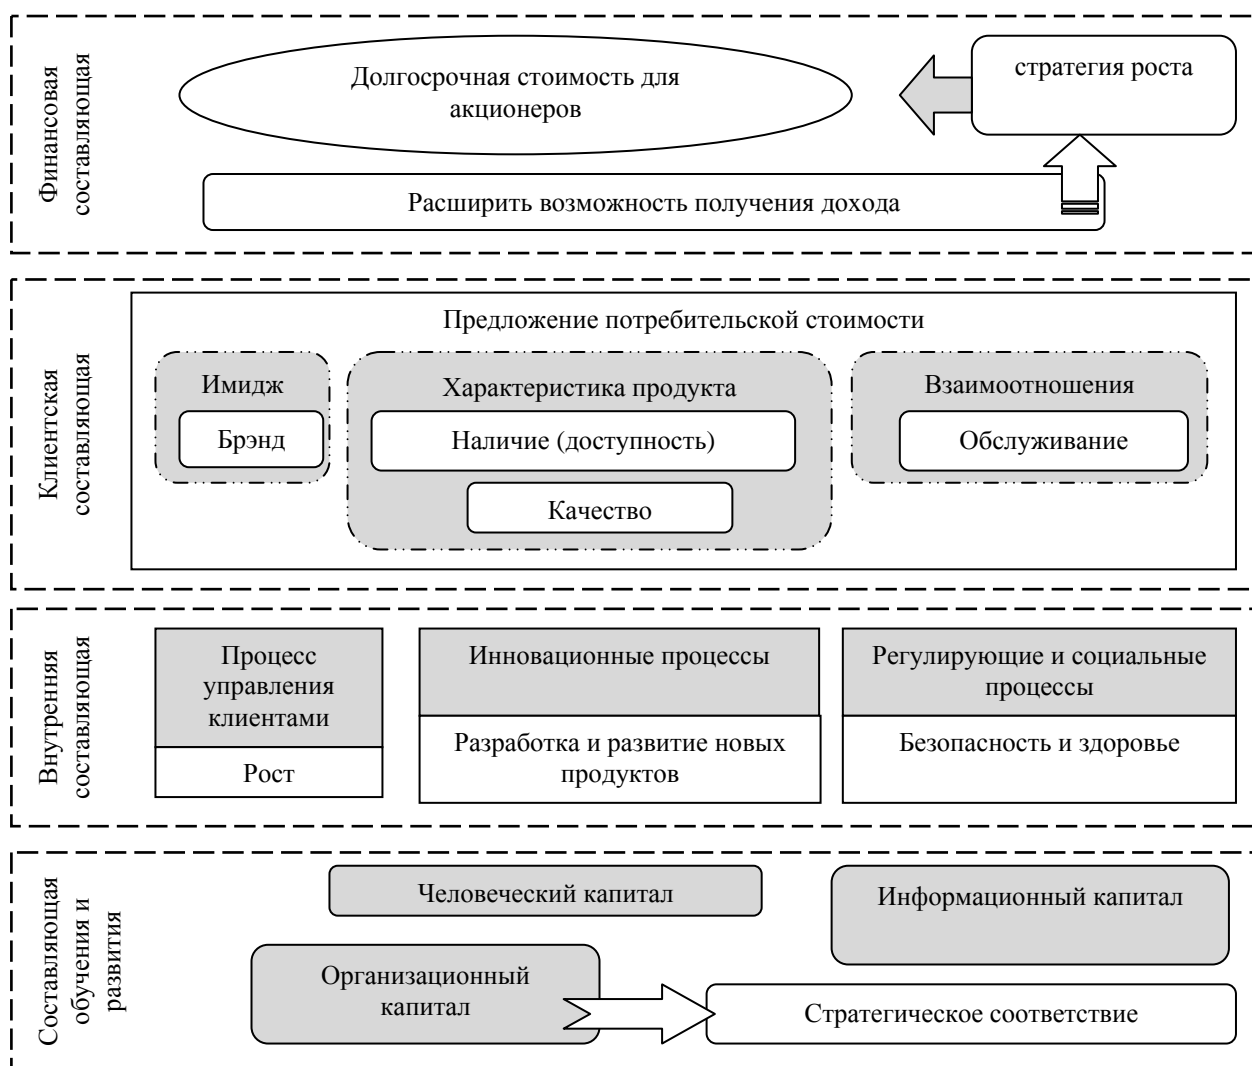 Финансовая
составляющая
Долгосрочная стоимость для
акционеров
стратегия роста
Расширить возможность получения дохода
Клиентская
составляющая
Предложение потребительской стоимости
Имидж
Брэнд
Характеристика продукта
Наличие (доступность)
Качество
Взаимоотношения
Обслуживание
Внутренняя
составляющая
Процесс
управления
клиентами
Рост
Инновационные процессы
Разработка и развитие новых
продуктов
Регулирующие и социальные
процессы
Безопасность и здоровье
Составляющая
обучения и
развития
Человеческий капитал
Информационный капитал
Организационный
капитал
Стратегическое соответствие